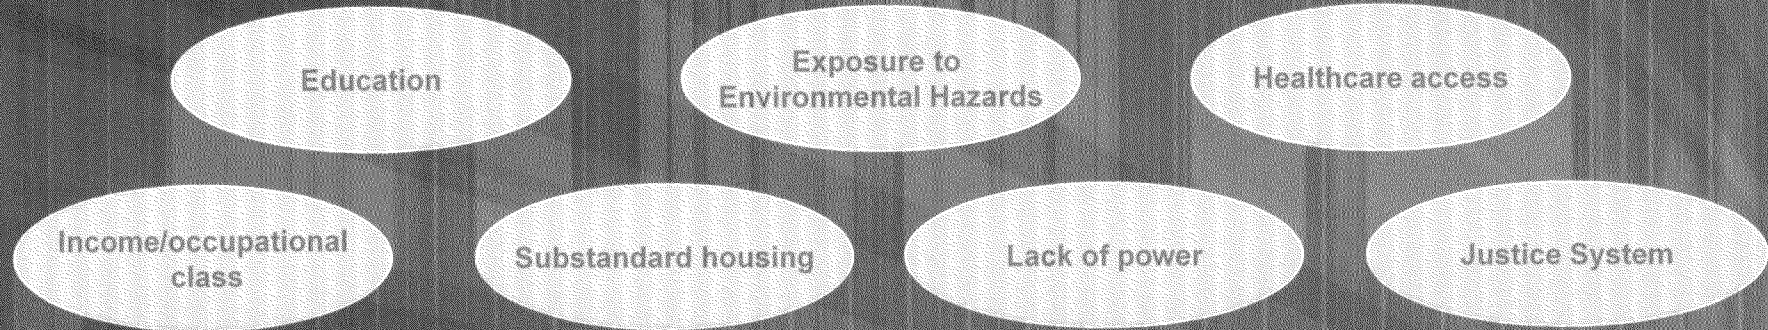 Education
Exposure to
Environmental Hazards
Healthcare access
Income/occupational
class
Substandard housing
Lack of power
Justice System